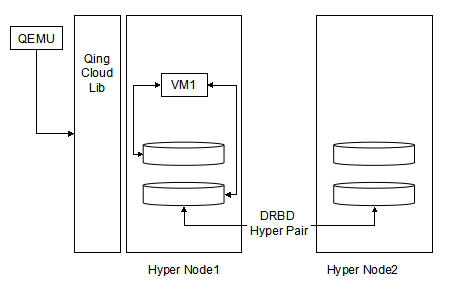 QEMU
Qing
Cloud
Lib
VM1
DRBD
Hyper Pair
Hyper Node1
Hyper Node2